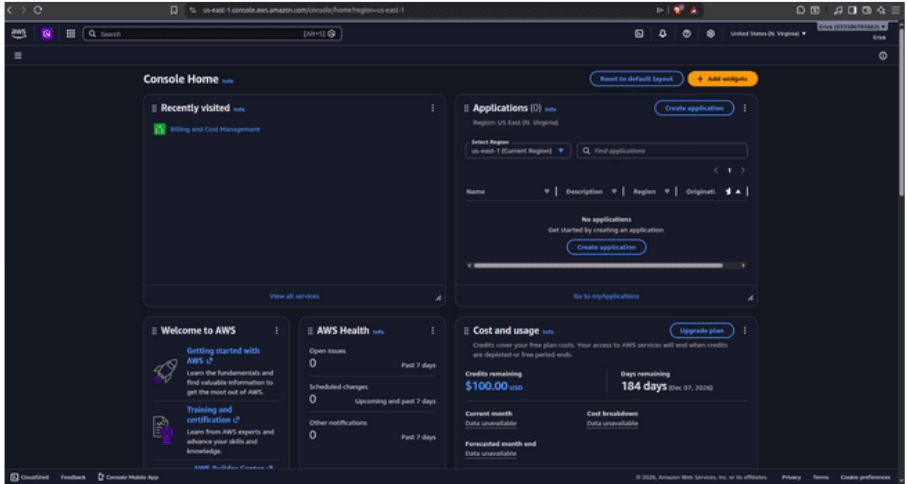 us-east-1.console.aws.amazon.com/console/home?region=us-east-1
aws
Search
[Alt+S]
United States (N. Virginia)
Erick
Console Home Info
Reset to default layout
+ Add widgets
Recently visited Info
Billing and Cost Management
View all services
Applications (0) Info
Create application
Region: US East (N. Virginia)
Select Region
us-east-1 (Current Region)
Find applications
1
Name
Description
Region
Originati.
No applications
Get started by creating an application.
Create application
Go to myApplications
Welcome to AWS
Getting started with
AWS
Learn the fundamentals and
find valuable information to
get the most out of AWS.
Training and
certification
Learn from AWS experts and
advance your skills and
knowledge.
AWS Builder Center
AWS Health Info
Open issues
0
Past 7 days
Scheduled changes
0
Upcoming and past 7 days
Other notifications
0
Past 7 days
Cost and usage Info
Upgrade plan
Credits cover your free plan costs. Your access to AWS services will end when credits
are depleted or free period ends.
Credits remaining
$100.00 USD
Days remaining
184 days (Dec 07, 2026)
Current month
Data unavailable
Cost breakdown
Data unavailable
Forecasted month end
Data unavailable
CloudShell
Feedback
Console Mobile App
© 2026, Amazon Web Services, Inc. or its affiliates.
Privacy
Terms
Cookie preferences